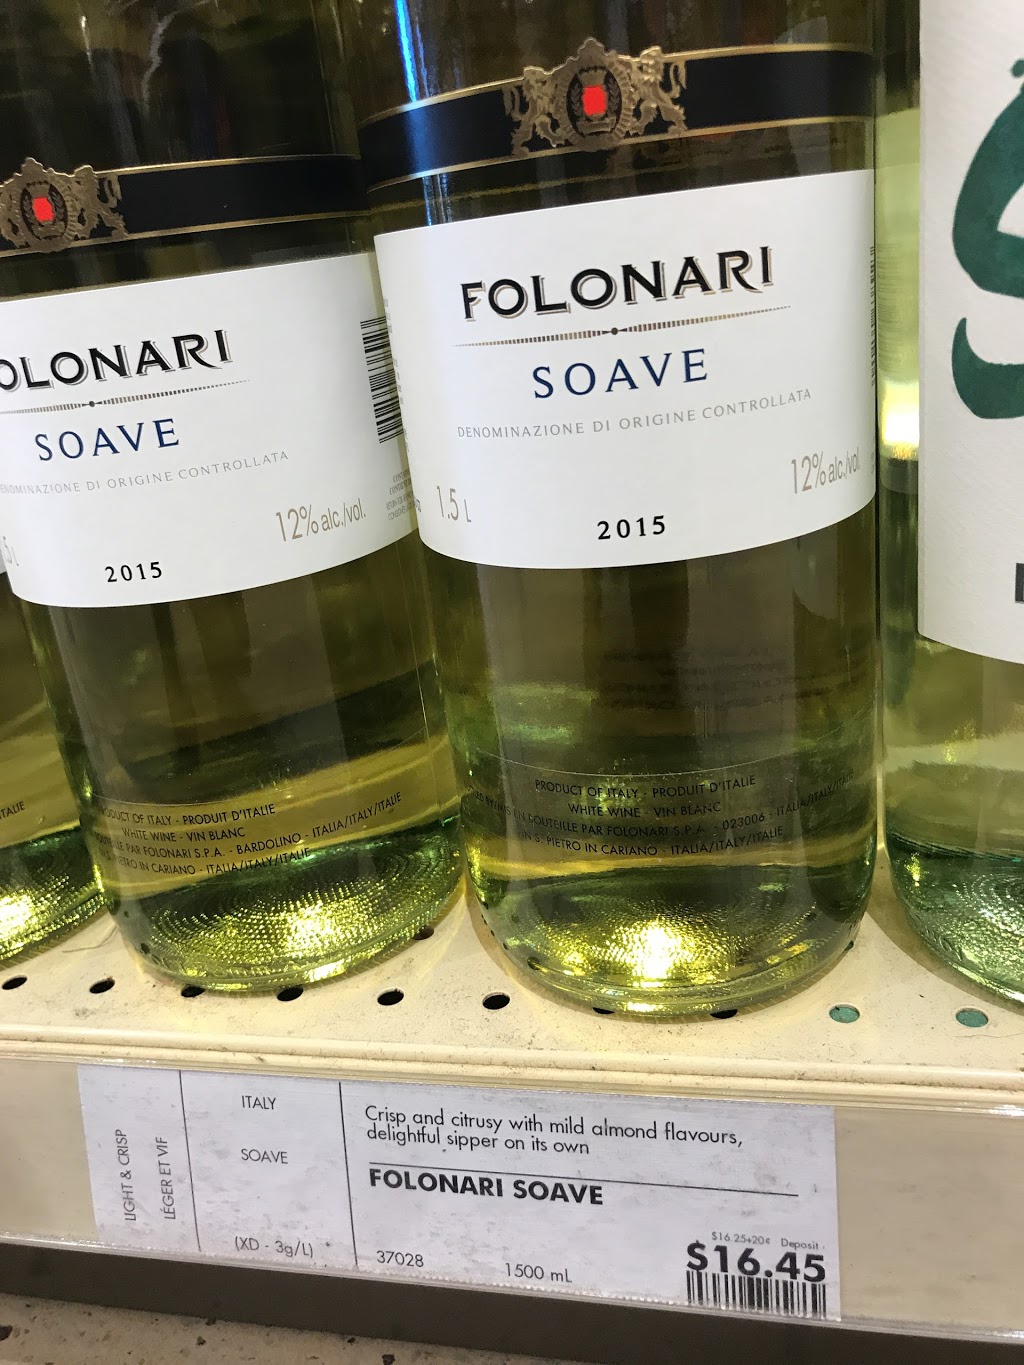 OLONARI
SOAVE
DENOMINAZIONE DI ORIGINE CONTROLLATA
12% alc./vol.
2015
PRODUCT OF ITALY - PRODUIT D'ITALIE
WHITE WINE - VIN BLANC
PAR FOLONARI S.P.A. - BARDOLINO - ITALIA/ITALY/ITALIE
PIETRO IN CARIANO - ITALIA/ITALY/ITALIE
FOLONARI
SOAVE
DENOMINAZIONE DI ORIGINE CONTROLLATA
1.5 L
12% alc./vol.
2015
PRODUCT OF ITALY - PRODUIT D'ITALIE
WHITE WINE - VIN BLANC
EN BOUTEILLE PAR FOLONARI S.P.A. - 023006 - ITALIA/ITALY/ITALIE
IN S. PIETRO IN CARIANO - ITALIA/ITALY/ITALIE
LIGHT & CRISP
LÉGER ET VIF
ITALY
SOAVE
(XD - 3g/L)
Crisp and citrusy with mild almond flavours,
delightful sipper on its own
FOLONARI SOAVE
37028
1500 mL
$16.25+20¢ Deposit
$16.45